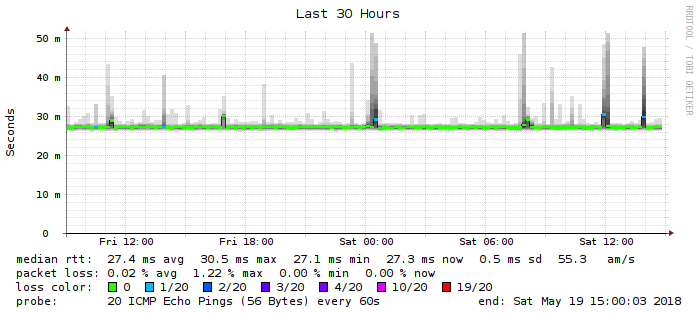 Last 30 Hours
RRDTOOL / TOBI OETIKER
Seconds
50 m
40 m
30 m
20 m
10 m
0
Fri 12:00 Fri 18:00 Sat 00:00 Sat 06:00 Sat 12:00
median rtt: 27.4 ms avg 30.5 ms max 27.1 ms min 27.3 ms now 0.5 ms sd 55.3 am/s
packet loss: 0.02 % avg 1.22 % max 0.00 % min 0.00 % now
loss color: 0 1/20 2/20 3/20 4/20 10/20 19/20
probe: 20 ICMP Echo Pings (56 Bytes) every 60s end: Sat May 19 15:00:03 2018